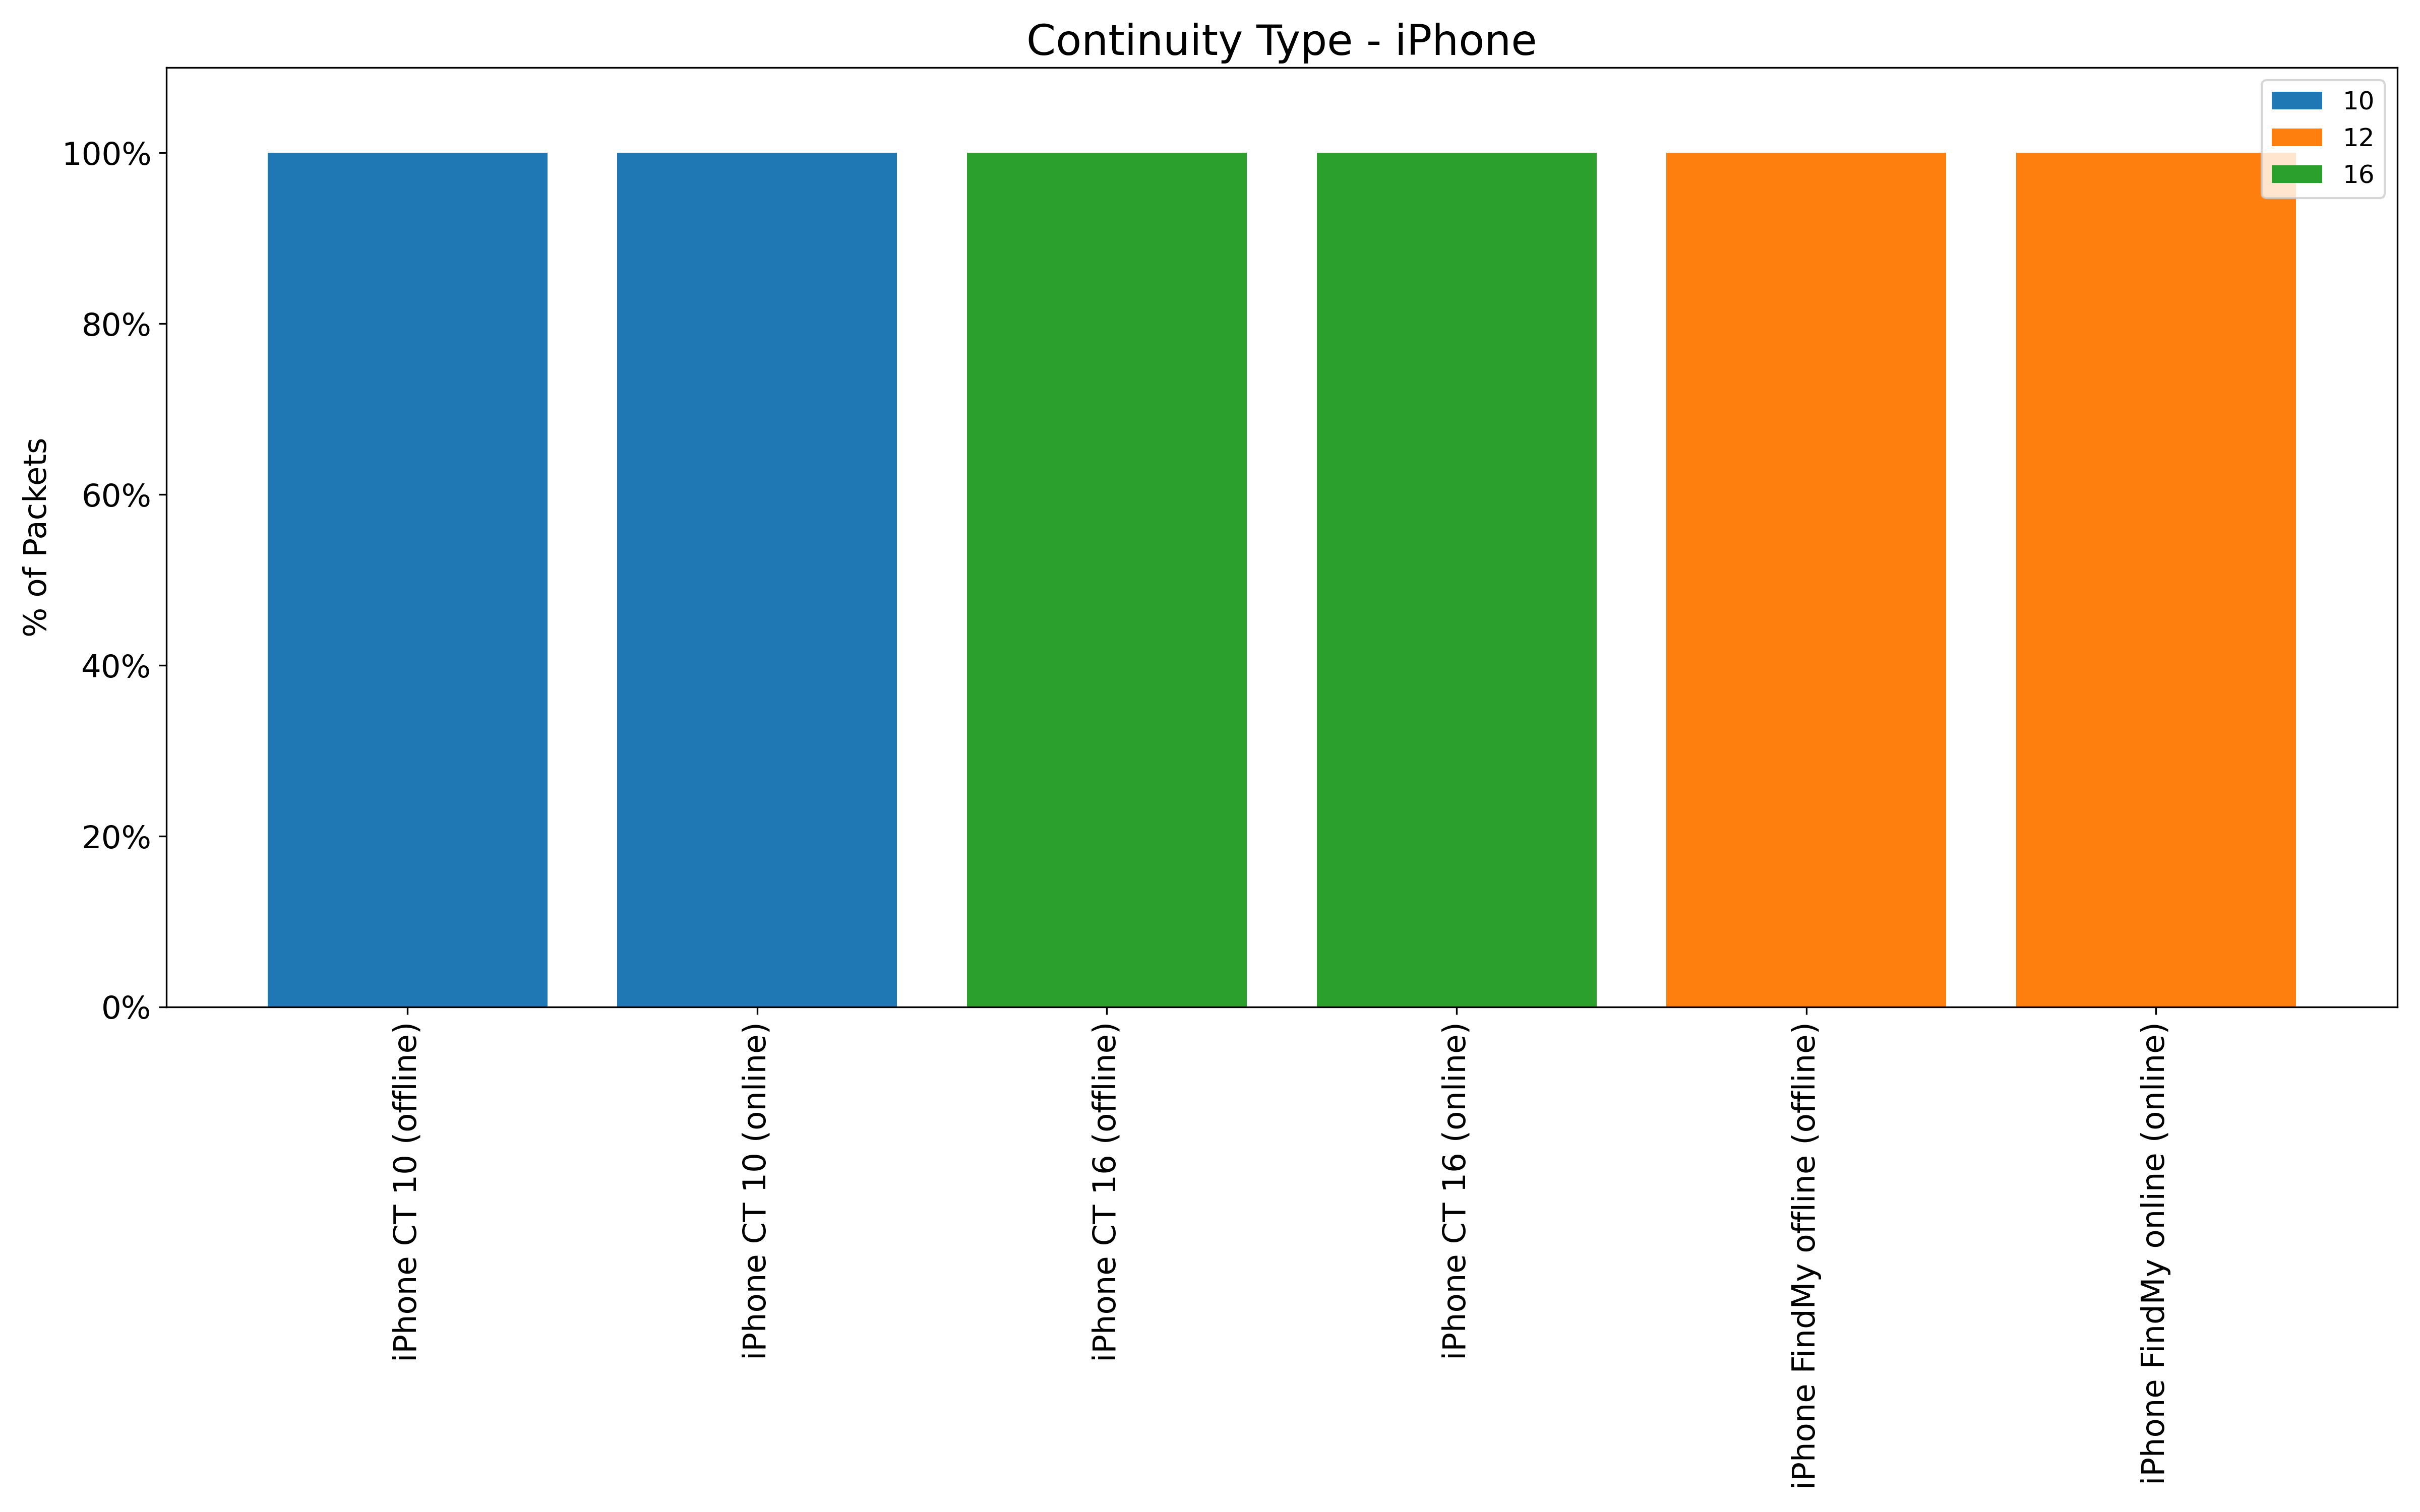 Continuity Type - iPhone
10
12
16
% of Packets
100%
80%
60%
40%
20%
0%
iPhone CT 10 (offline)
iPhone CT 10 (online)
iPhone CT 16 (offline)
iPhone CT 16 (online)
iPhone FindMy offline (offline)
iPhone FindMy online (online)